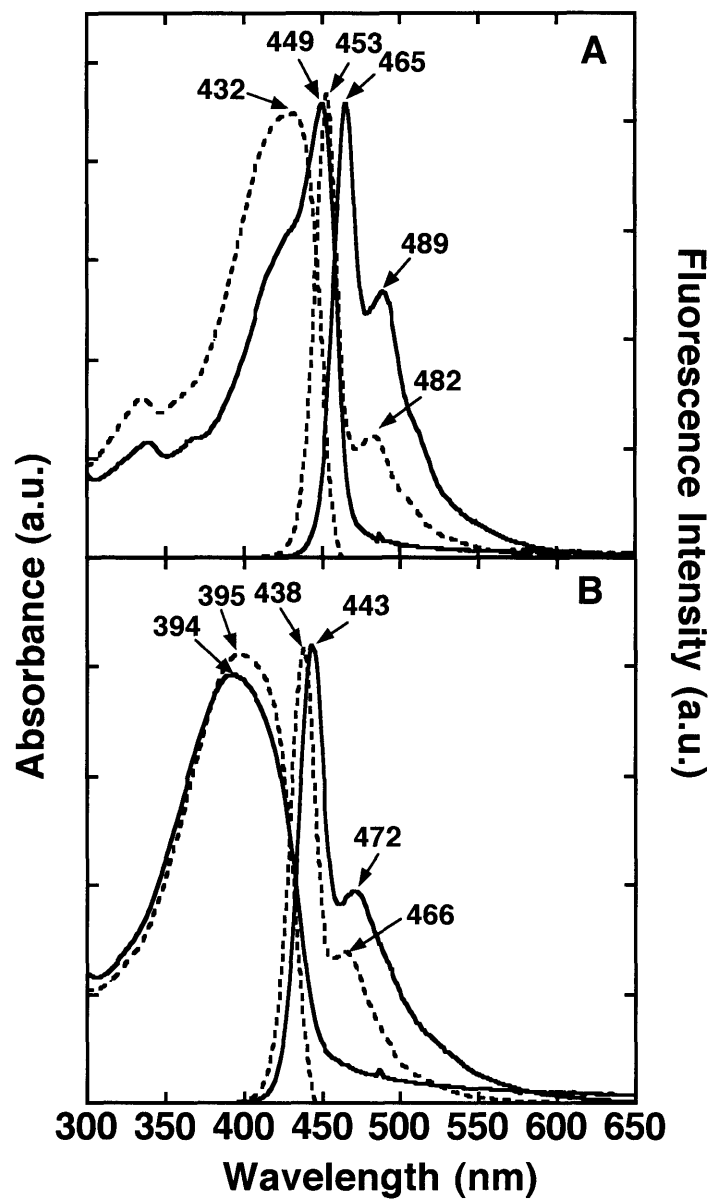 A
449 453
465
432
489
482
B
395 438
443
394
472
466
300 350 400 450 500 550 600 650
Wavelength (nm)
Absorbance (a.u.)
Fluorescence Intensity (a.u.)